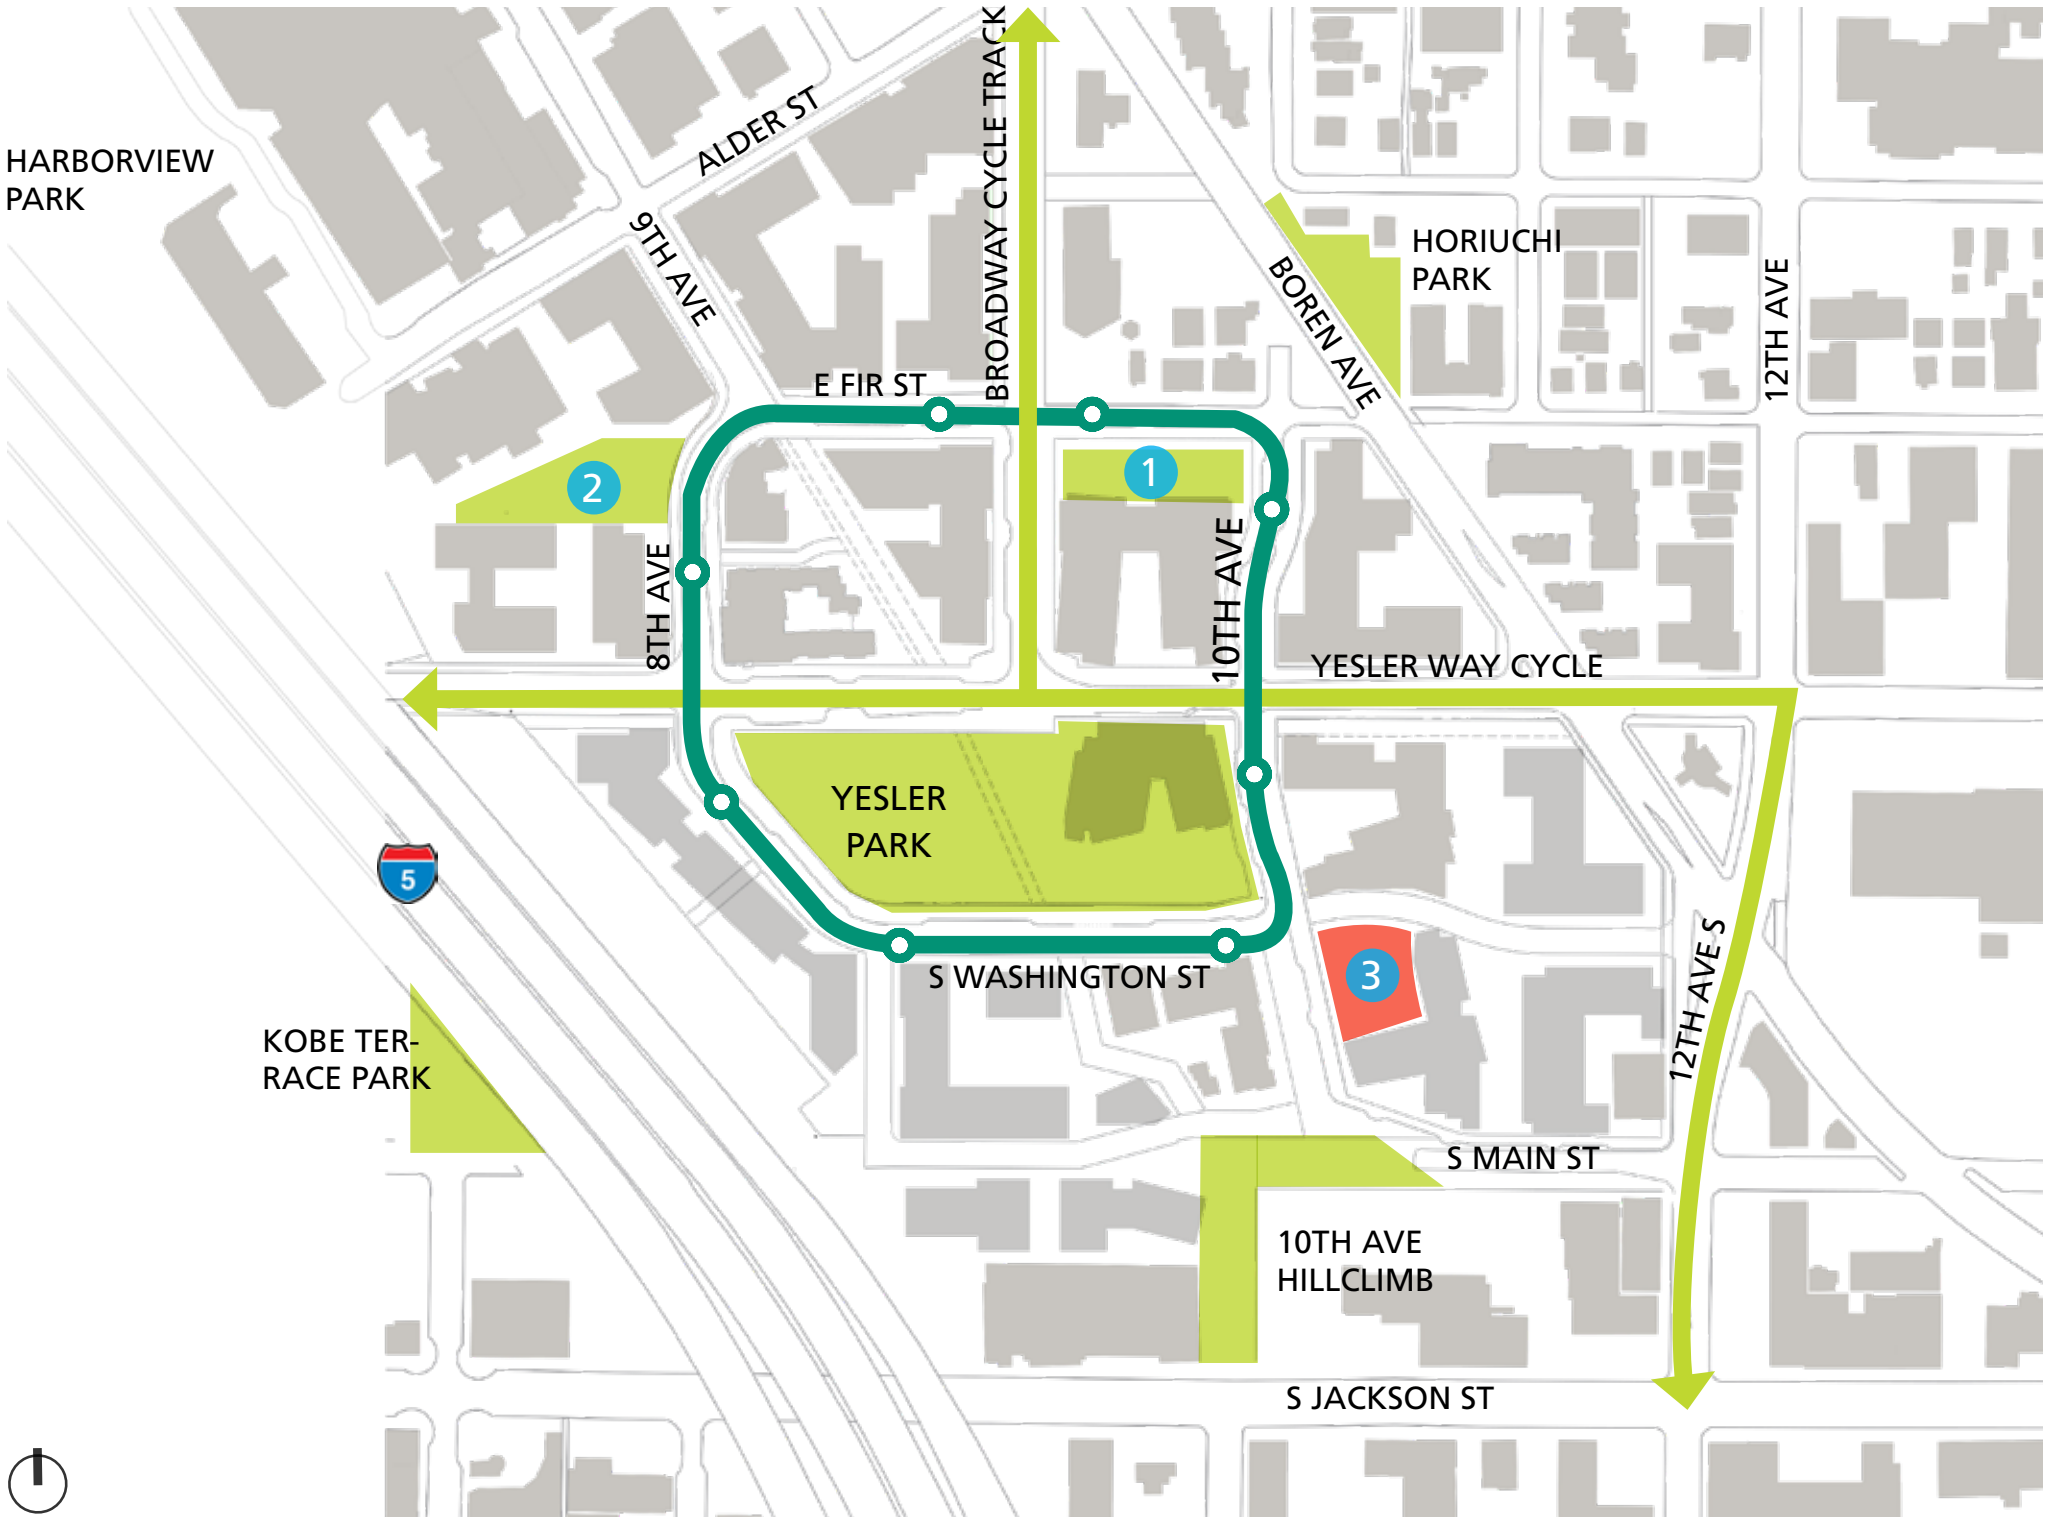 BROADWAY CYCLE TRACK
ALDER ST
HARBORVIEW
PARK
9TH AVE
HORIUCHI
PARK
BOREN AVE
12TH AVE
E FIR ST
1
2
8TH AVE
10TH AVE
YESLER WAY CYCLE
YESLER
PARK
5
S WASHINGTON ST
3
12TH AVE S
KOBE TER-
RACE PARK
S MAIN ST
10TH AVE
HILLCLIMB
S JACKSON ST